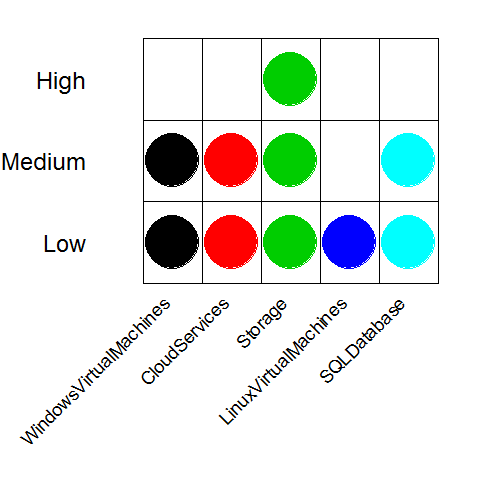 High
Medium
Low
WindowsVirtualMachines
CloudServices
Storage
LinuxVirtualMachines
SQLDatabase